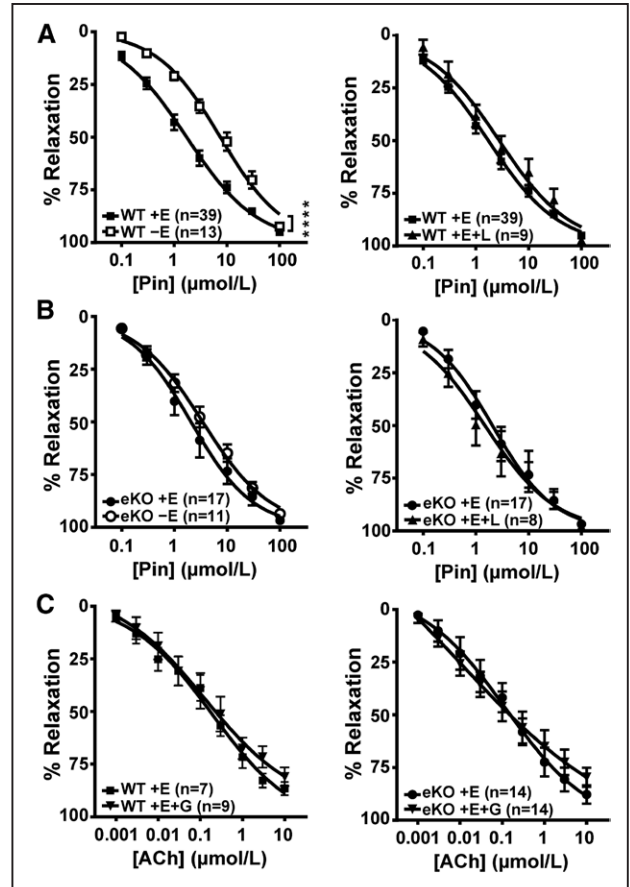 A
0
25
50
75
100
% Relaxation
WT +E (n=39)
WT −E (n=13)
****
0.1 1 10 100
[Pin] (µmol/L)
0
25
50
75
100
% Relaxation
WT +E (n=39)
WT +E+L (n=9)
0.1 1 10 100
[Pin] (µmol/L)
B
0
25
50
75
100
% Relaxation
eKO +E (n=17)
eKO −E (n=11)
0.1 1 10 100
[Pin] (µmol/L)
0
25
50
75
100
% Relaxation
eKO +E (n=17)
eKO +E+L (n=8)
0.1 1 10 100
[Pin] (µmol/L)
C
0
25
50
75
100
% Relaxation
WT +E (n=7)
WT +E+G (n=9)
0.001 0.01 0.1 1 10
[ACh] (µmol/L)
0
25
50
75
100
% Relaxation
eKO +E (n=14)
eKO +E+G (n=14)
0.001 0.01 0.1 1 10
[ACh] (µmol/L)